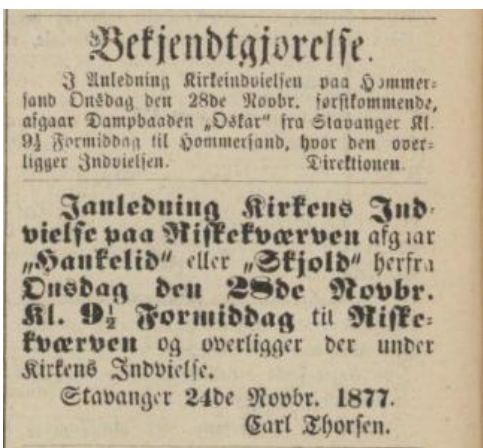 Bekjendtgjørelse.
I Anledning Kirkeindvielsen paa Hommer-
sand Onsdag den 28de Novbr. førstkommende,
afgaar Dampbaaden „Oskar“ fra Stavanger Kl.
9½ Formiddag til Hommersand, hvor den over-
ligger Indvielsen. Direktionen.
Ianledning Kirkens Ind-
vielse paa Riskekværven afgaar
„Haukelid“ eller „Skjold“ herfra
Onsdag den 28de Novbr.
Kl. 9½ Formiddag til Riske-
kværven og overligger der under
Kirkens Indvielse.
Stavanger 24de Novbr. 1877.
Carl Thorsen.